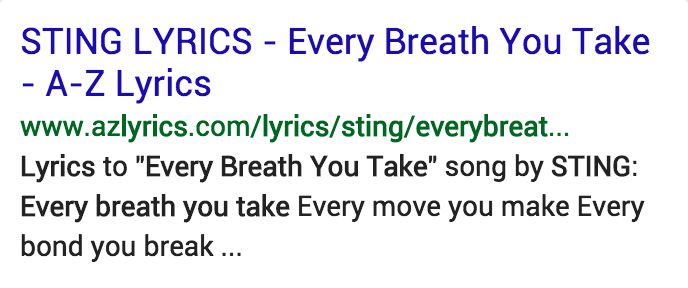 STING LYRICS - Every Breath You Take
- A-Z Lyrics
www.azlyrics.com/lyrics/sting/everybreat...
Lyrics to "Every Breath You Take" song by STING:
Every breath you take Every move you make Every
bond you break ...